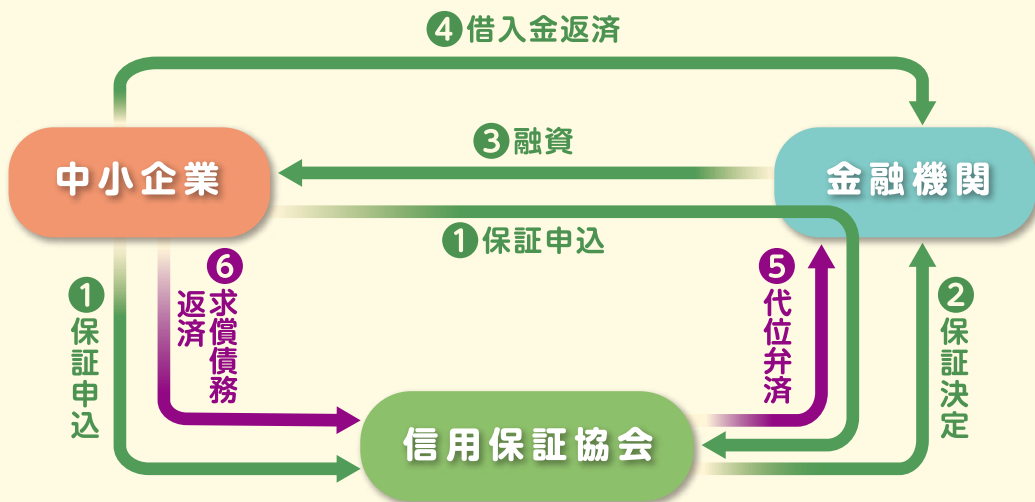 ❹借入金返済
❸融資
中小企業
金融機関
❶保証申込
❶保証申込
❻求償債務返済
❺代位弁済
❷保証決定
信用保証協会